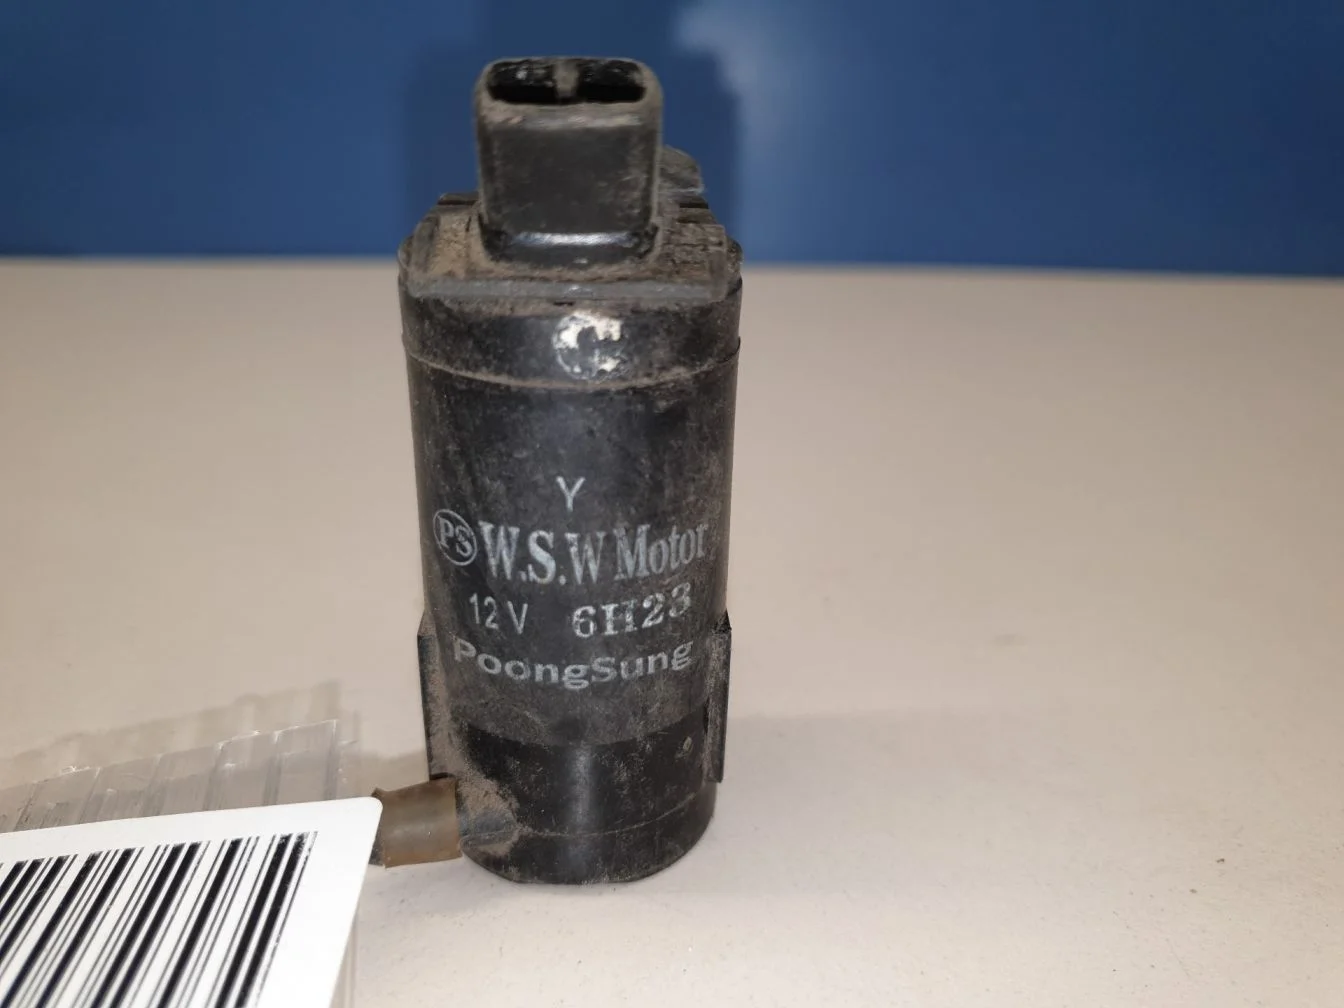 C
Y
PS W.S.W Motor
12V 6H23
PoongSung